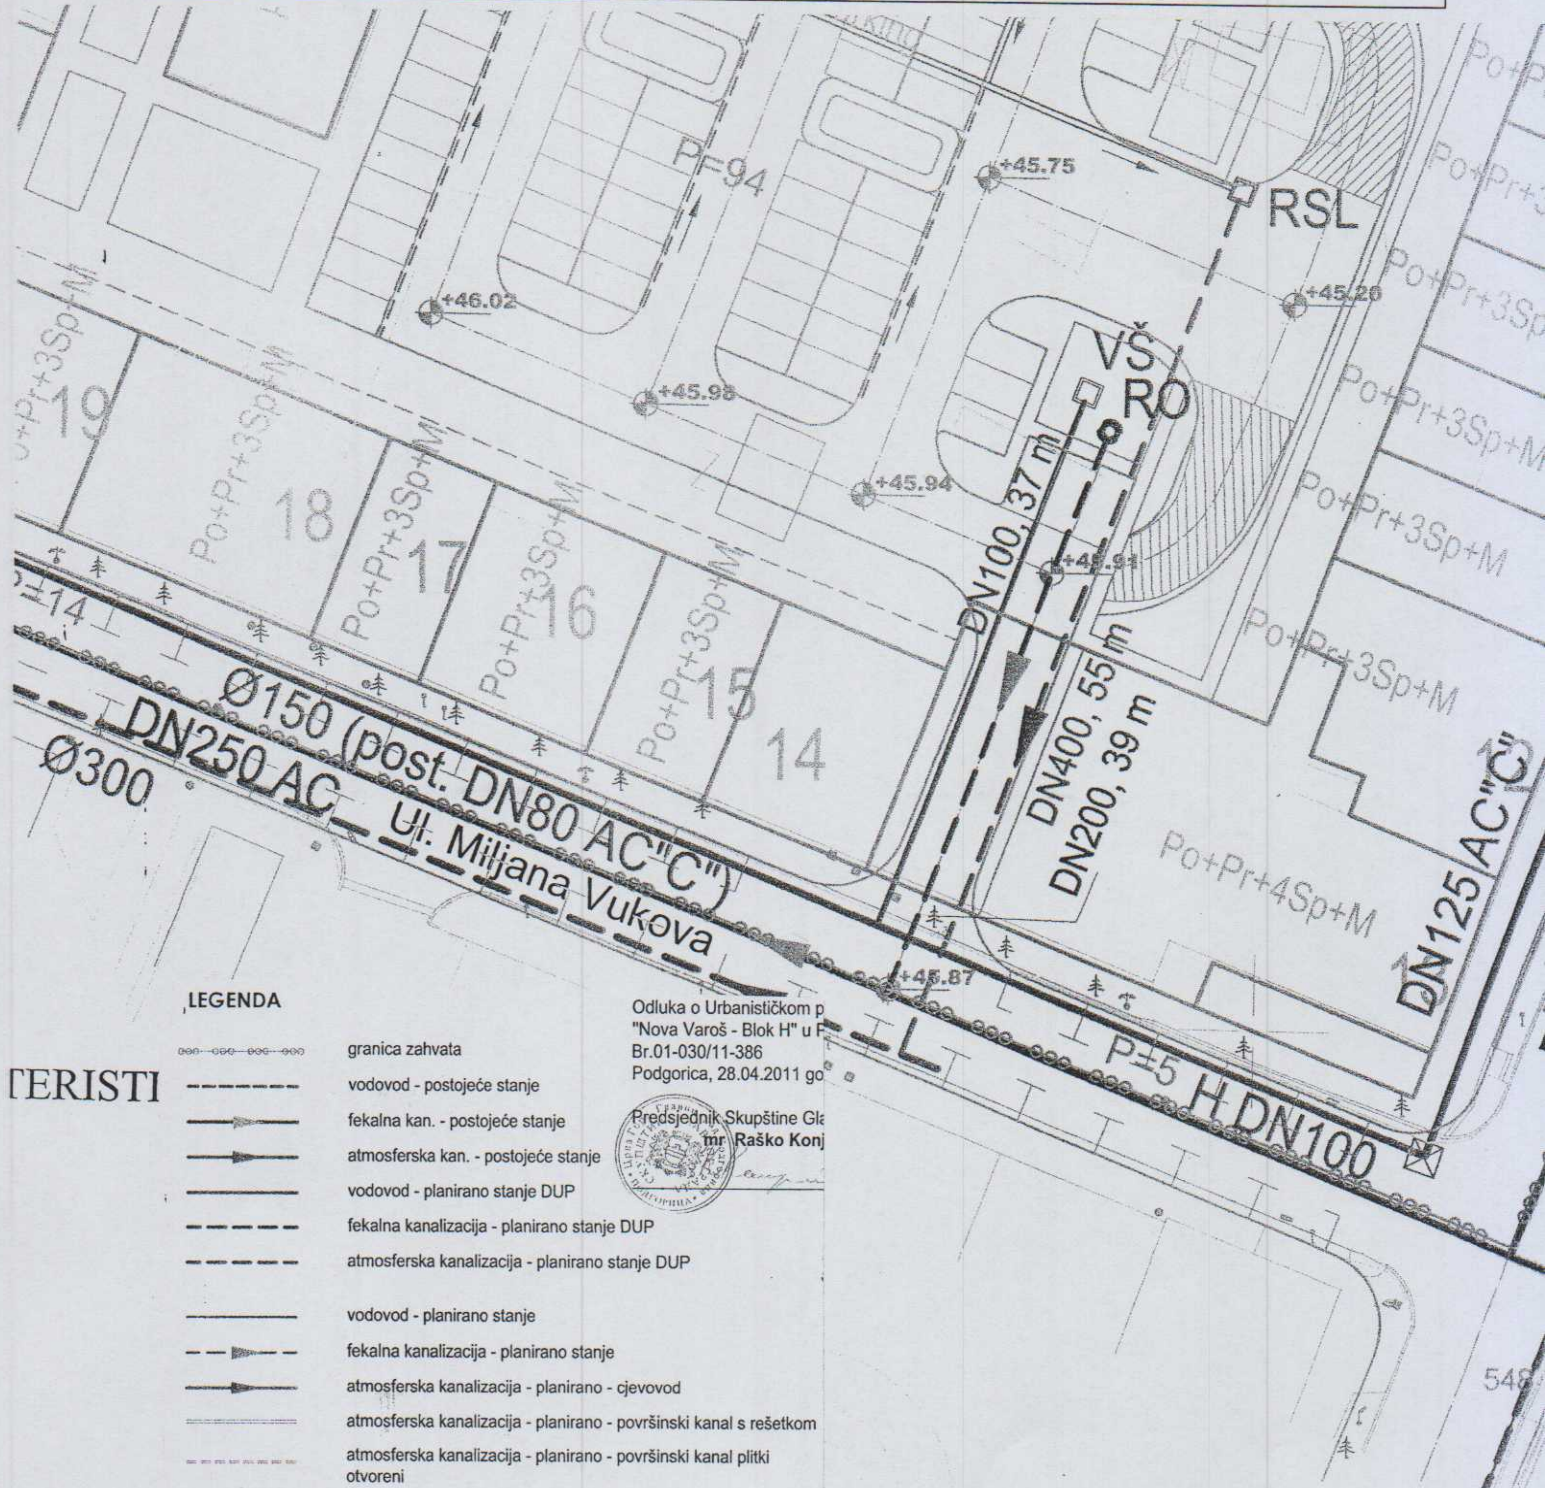 P=94
+45.75
RSL
+46.02
+45.26
+45.98
VŠ
RO
+45.94
19
18
Po+Pr+3Sp+M
17
Po+Pr+3Sp+M
16
Po+Pr+3Sp+M
15
Po+Pr+3Sp+M
14
DN100, 37 m
DN400, 55 m
DN200, 39 m
Po+Pr+3Sp+M
Po+Pr+3Sp+M
Po+Pr+3Sp+M
Po+Pr+4Sp+M
DN125 AC"C"
P±14
Ø150 (post. DN80 AC"C")
DN250 AC
Ø300
Ul. Miljana Vukova
+45.87
P±5
H DN100
548
TERISTI
LEGENDA
granica zahvata
vodovod - postojeće stanje
fekalna kan. - postojeće stanje
atmosferska kan. - postojeće stanje
vodovod - planirano stanje DUP
fekalna kanalizacija - planirano stanje DUP
atmosferska kanalizacija - planirano stanje DUP
vodovod - planirano stanje
fekalna kanalizacija - planirano stanje
atmosferska kanalizacija - planirano - cjevovod
atmosferska kanalizacija - planirano - površinski kanal s rešetkom
atmosferska kanalizacija - planirano - površinski kanal plitki
otvoreni
Odluka o Urbanističkom p
"Nova Varoš - Blok H" u P
Br.01-030/11-386
Podgorica, 28.04.2011 go
Predsjednik Skupštine Gla
mr Raško Konj